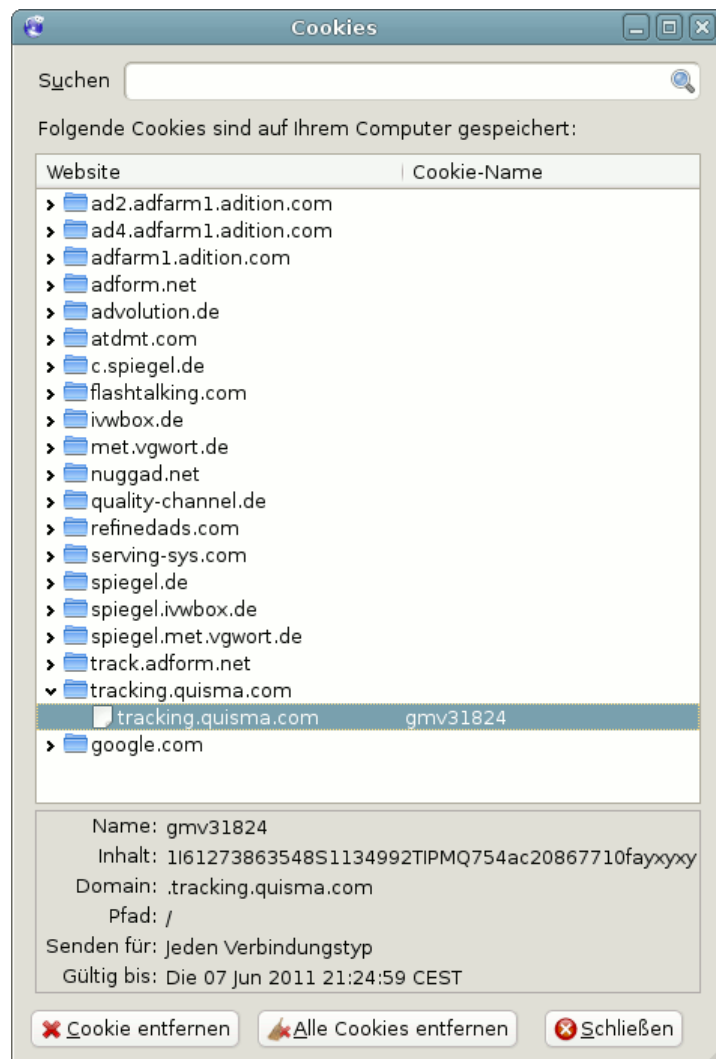 Cookies
Suchen
Folgende Cookies sind auf Ihrem Computer gespeichert:
Website Cookie-Name
ad2.adfarm1.adition.com
ad4.adfarm1.adition.com
adfarm1.adition.com
adform.net
advolution.de
atdmt.com
c.spiegel.de
flashtalking.com
ivwbox.de
met.vgwort.de
nuggad.net
quality-channel.de
refinedads.com
serving-sys.com
spiegel.de
spiegel.ivwbox.de
spiegel.met.vgwort.de
track.adform.net
tracking.quisma.com
tracking.quisma.com gmv31824
google.com
Name: gmv31824
Inhalt: 1I61273863548S1134992TIPMQ754ac20867710fayxyxy
Domain: .tracking.quisma.com
Pfad: /
Senden für: Jeden Verbindungstyp
Gültig bis: Die 07 Jun 2011 21:24:59 CEST
Cookie entfernen Alle Cookies entfernen Schließen